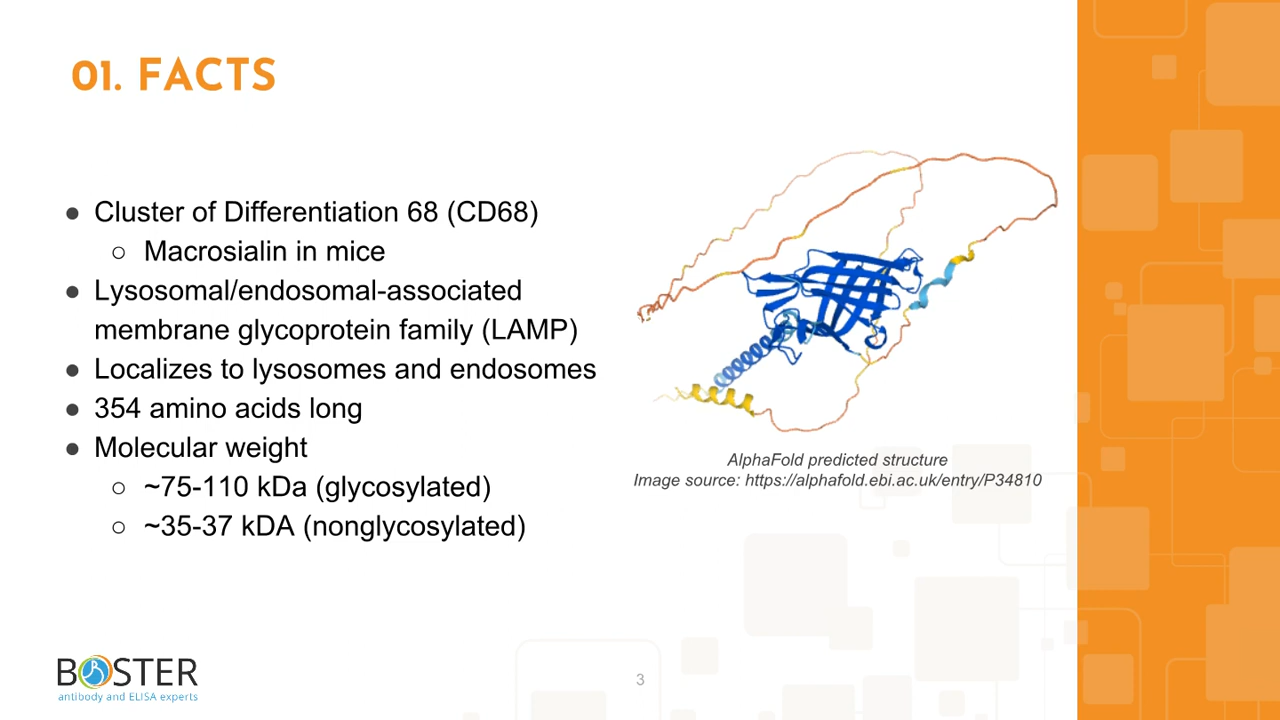 01. FACTS
● Cluster of Differentiation 68 (CD68)
○ Macrosialin in mice
● Lysosomal/endosomal-associated
membrane glycoprotein family (LAMP)
● Localizes to lysosomes and endosomes
● 354 amino acids long
● Molecular weight
○ ~75-110 kDa (glycosylated)
○ ~35-37 kDA (nonglycosylated)
AlphaFold predicted structure
Image source: https://alphafold.ebi.ac.uk/entry/P34810
BOSTER
antibody and ELISA experts
3